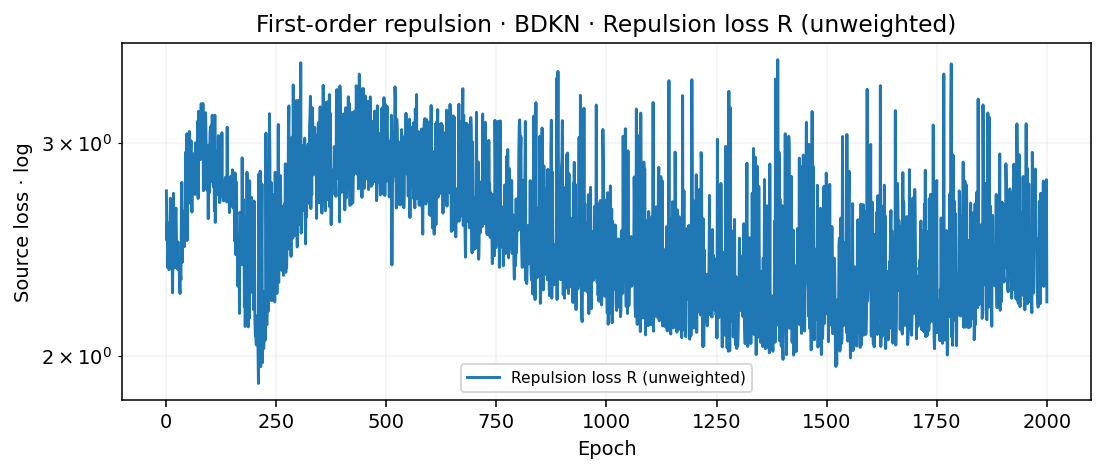 First-order repulsion · BDKN · Repulsion loss R (unweighted)
Source loss · log
3 × 10⁰
2 × 10⁰
Repulsion loss R (unweighted)
0 250 500 750 1000 1250 1500 1750 2000
Epoch